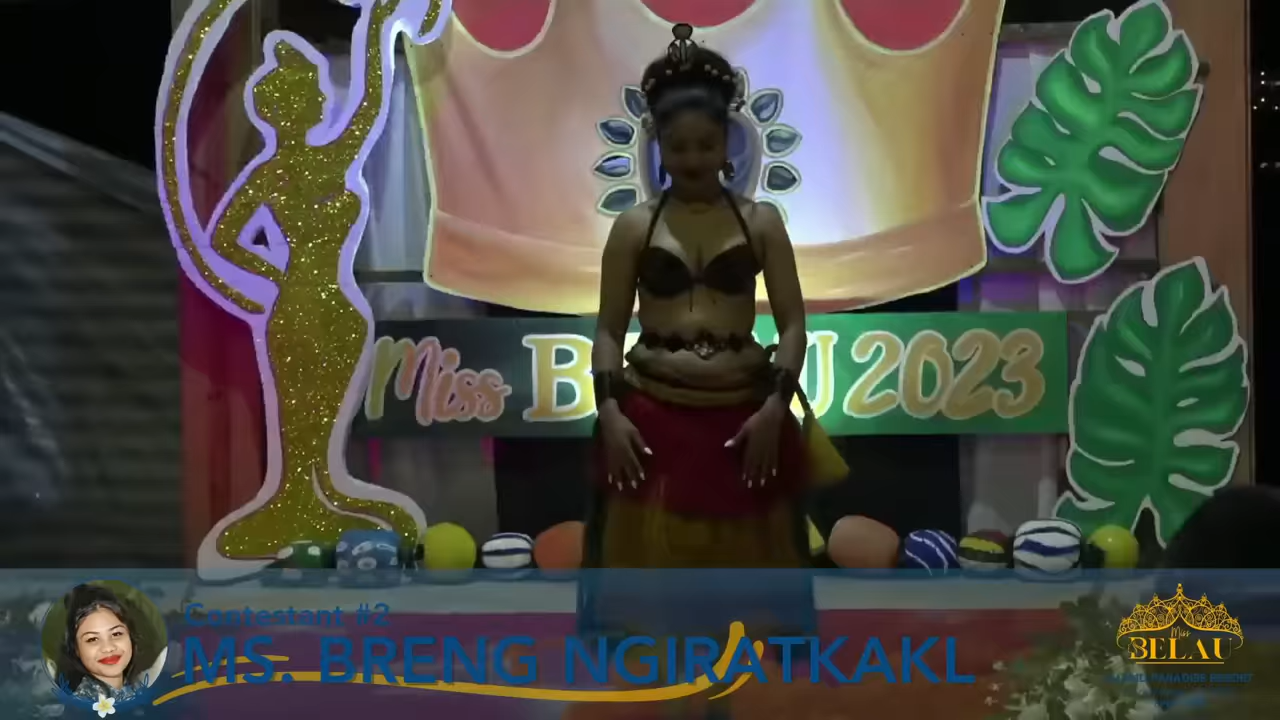 Miss B U 2023
Contestant #2
MS. BRENG NGIRATKAKL
Miss
BELAU